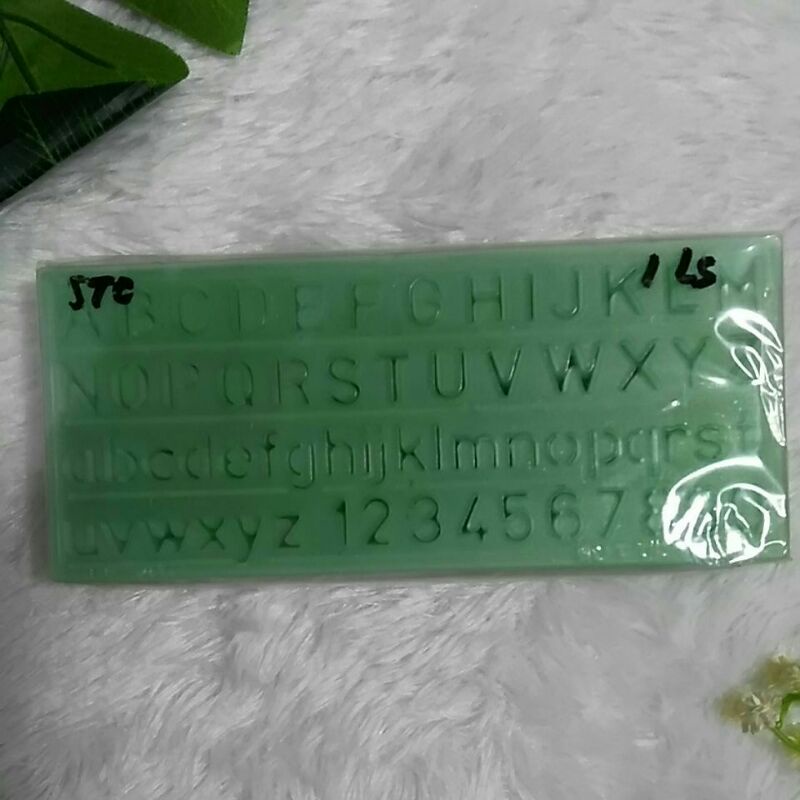 STC
1 LS
ABCDEFGHIJKLM
NOPQRSTUVWXY
abcdefghijklmnopqrst
uvwxyz 1234567